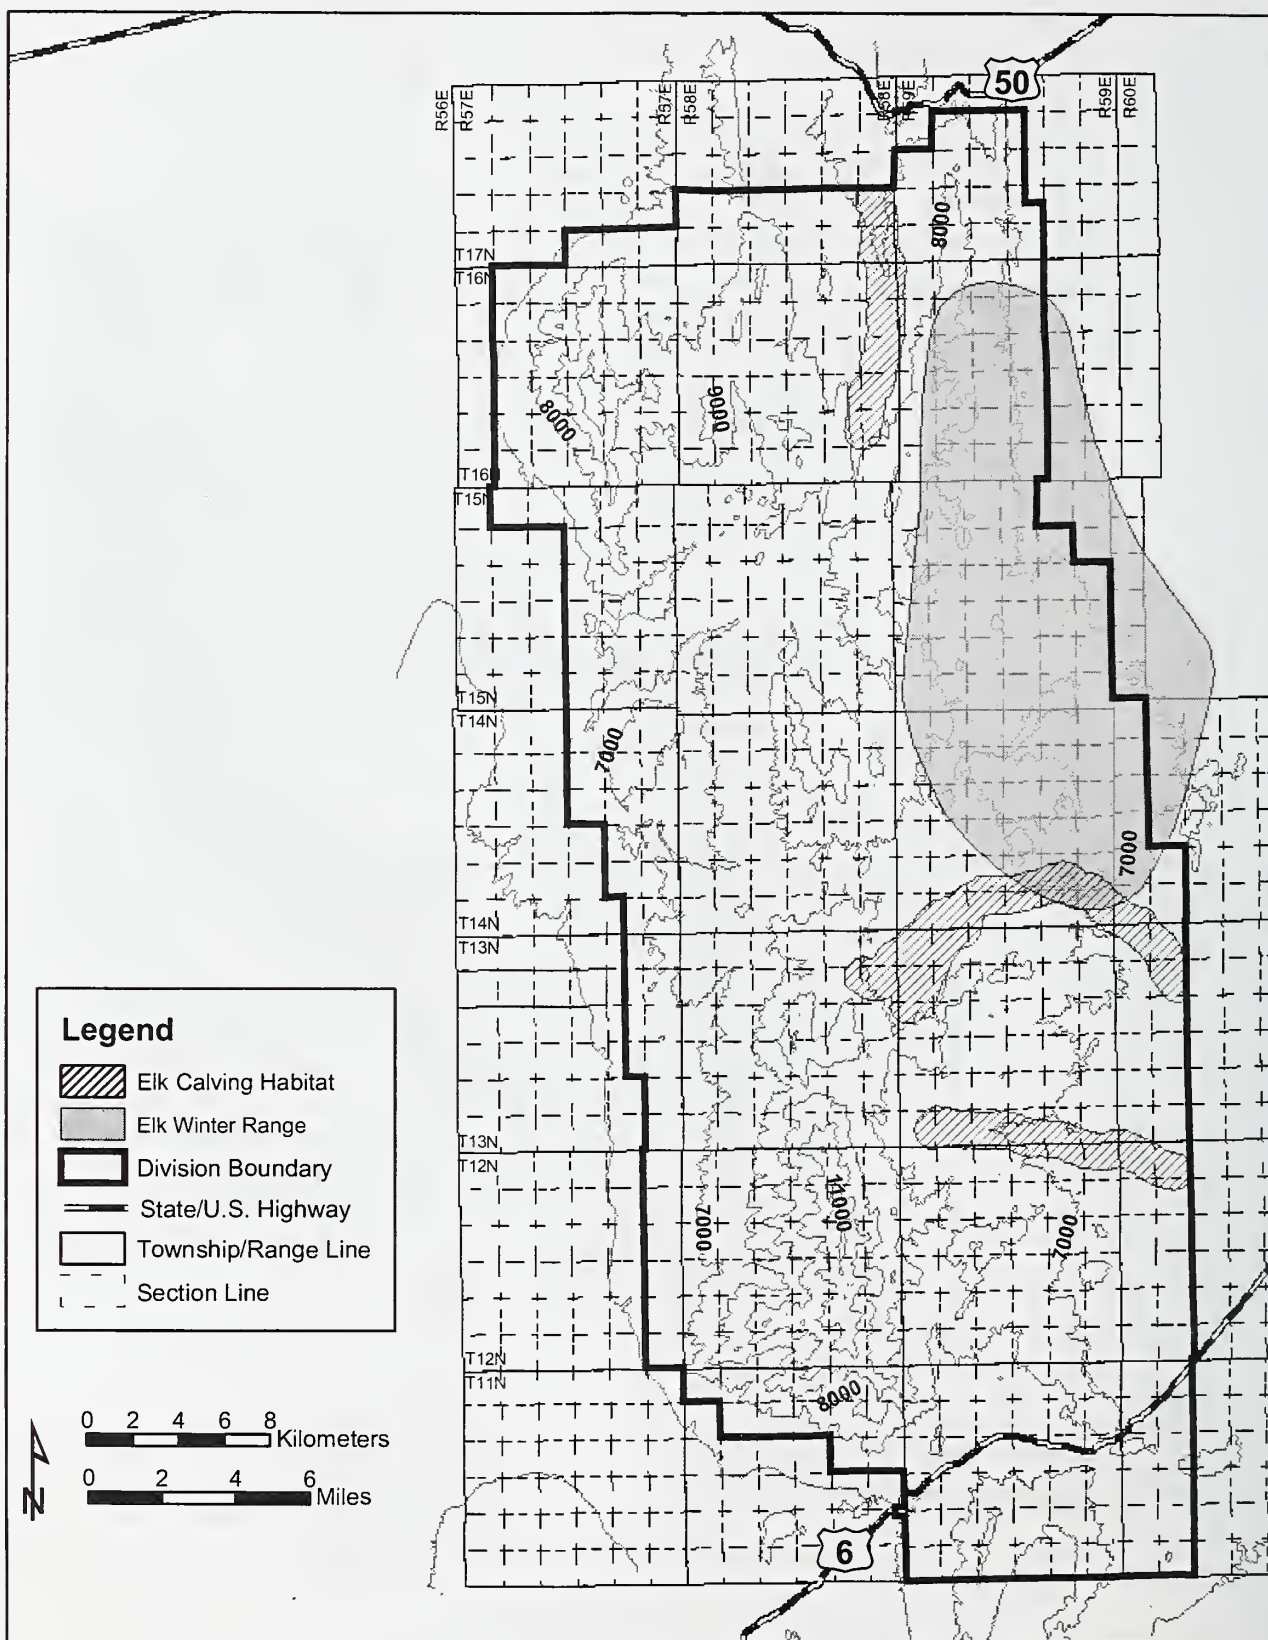 50
R56E
R57E
R57E
R58E
R58E
R59E
R59E
R60E
8000
T17N
T16N
8000
9000
T16N
T15N
T15N
T14N
7000
7000
T14N
T13N
T13N
T12N
11000
7000
7000
T12N
T11N
8000
6
Legend
Elk Calving Habitat
Elk Winter Range
Division Boundary
State/U.S. Highway
Township/Range Line
Section Line
0 2 4 6 8
Kilometers
0 2 4 6
Miles
N